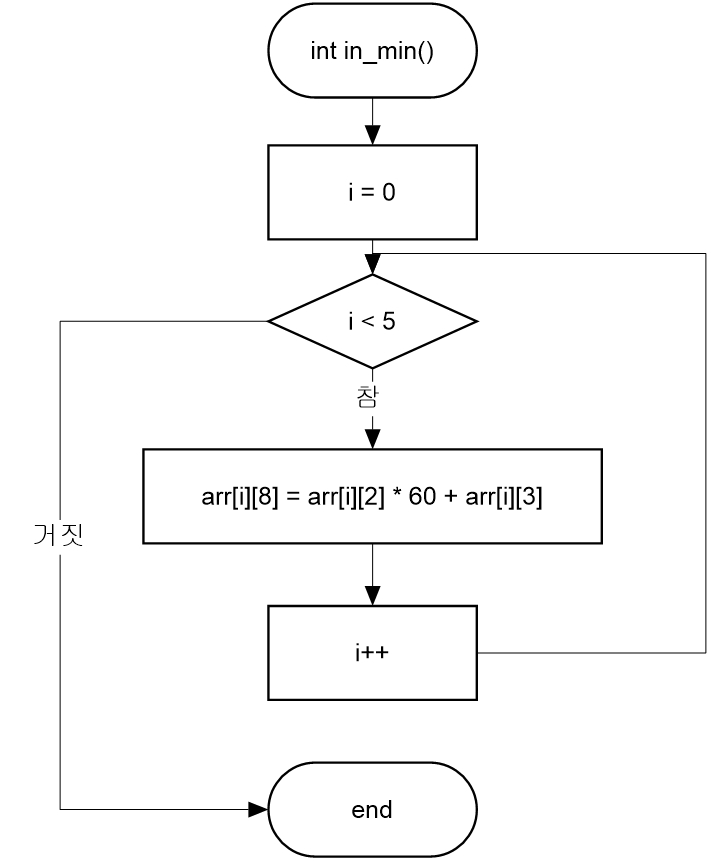 int in_min()
i = 0
i < 5
참
arr[i][8] = arr[i][2] * 60 + arr[i][3]
거짓
i++
end